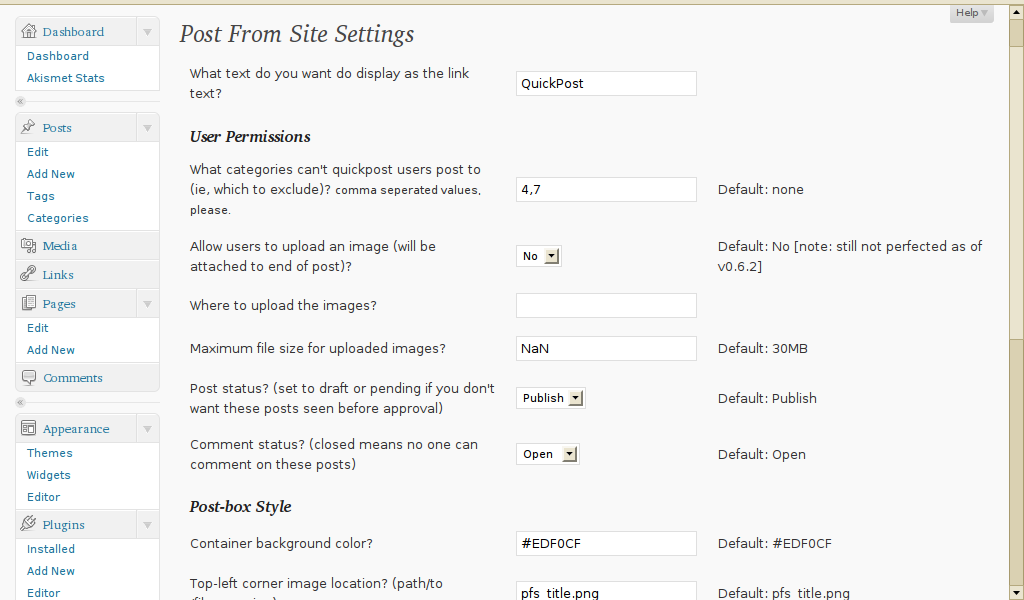 Help
Dashboard
Dashboard
Akismet Stats
Posts
Edit
Add New
Tags
Categories
Media
Links
Pages
Edit
Add New
Comments
Appearance
Themes
Widgets
Editor
Plugins
Installed
Add New
Editor
Post From Site Settings
What text do you want do display as the link
text?
QuickPost
User Permissions
What categories can't quickpost users post to
(ie, which to exclude)? comma seperated values,
please.
4,7
Default: none
Allow users to upload an image (will be
attached to end of post)?
No
Default: No [note: still not perfected as of
v0.6.2]
Where to upload the images?
Maximum file size for uploaded images?
NaN
Default: 30MB
Post status? (set to draft or pending if you don't
want these posts seen before approval)
Publish
Default: Publish
Comment status? (closed means no one can
comment on these posts)
Open
Default: Open
Post-box Style
Container background color?
#EDF0CF
Default: #EDF0CF
Top-left corner image location? (path/to
pfs_title.png
Default: pfs_title.png